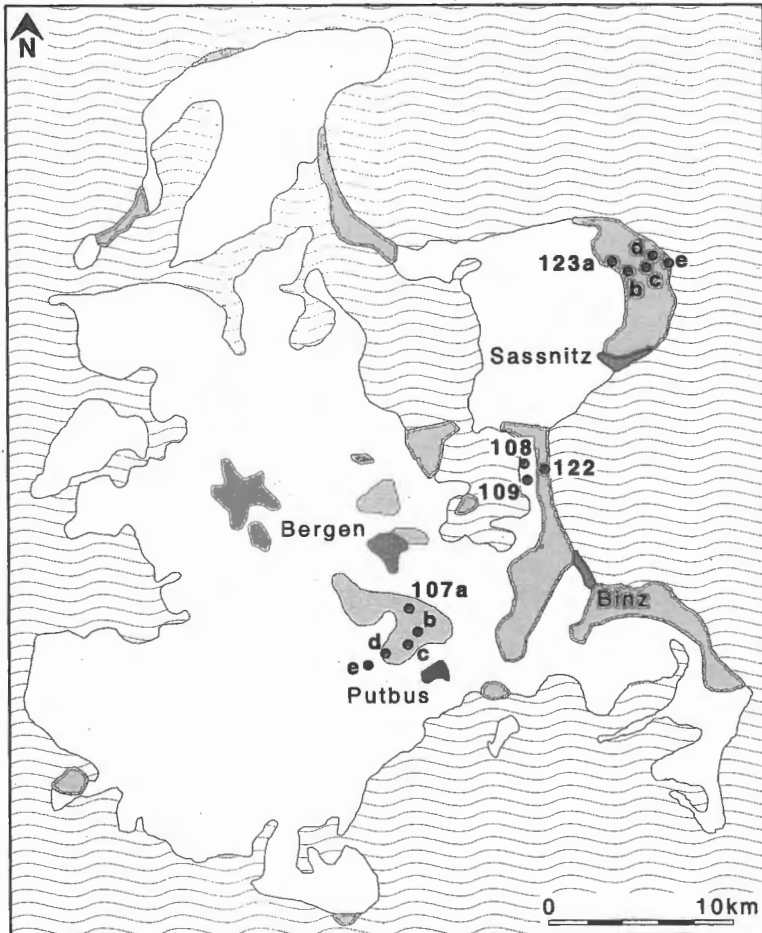 N
d
123a
e
c
b
Sassnitz
108
122
109
Bergen
107a
Binz
b
d
c
e
Putbus
0 10km